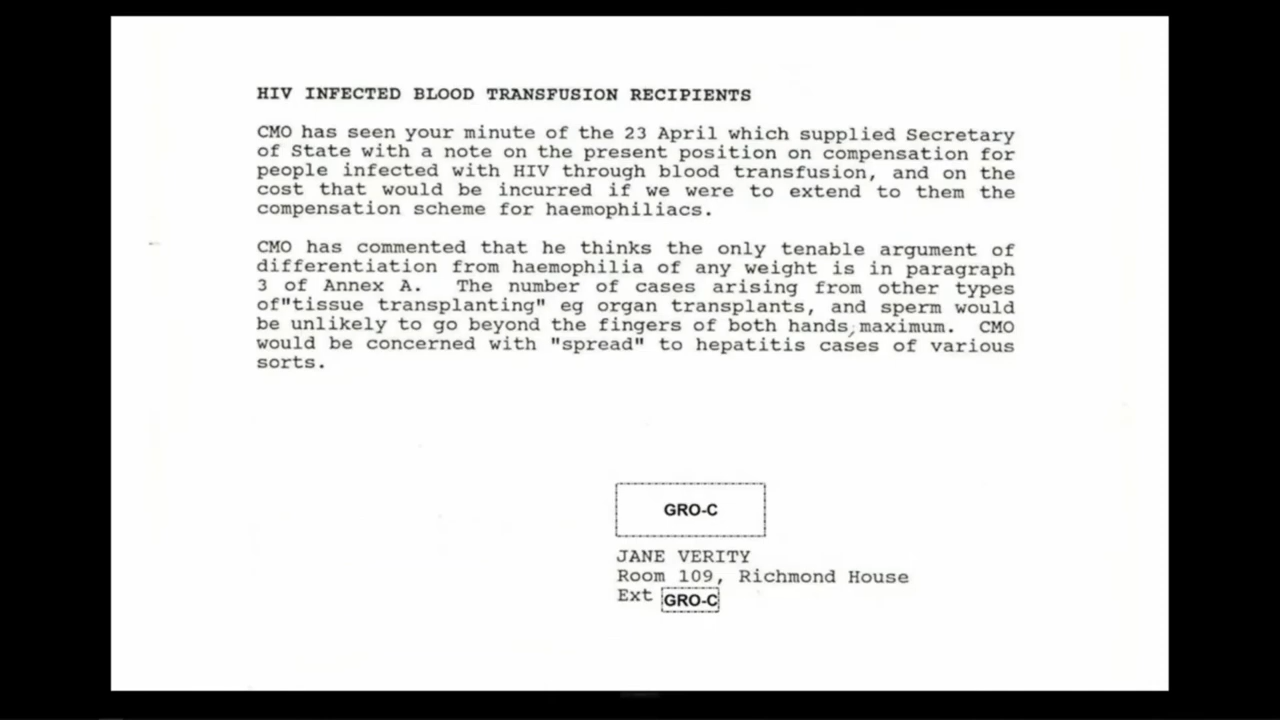 HIV INFECTED BLOOD TRANSFUSION RECIPIENTS
CMO has seen your minute of the 23 April which supplied Secretary
of State with a note on the present position on compensation for
people infected with HIV through blood transfusion, and on the
cost that would be incurred if we were to extend to them the
compensation scheme for haemophiliacs.
CMO has commented that he thinks the only tenable argument of
differentiation from haemophilia of any weight is in paragraph
3 of Annex A. The number of cases arising from other types
of"tissue transplanting" eg organ transplants, and sperm would
be unlikely to go beyond the fingers of both hands, maximum. CMO
would be concerned with "spread" to hepatitis cases of various
sorts.
GRO-C
JANE VERITY
Room 109, Richmond House
Ext GRO-C